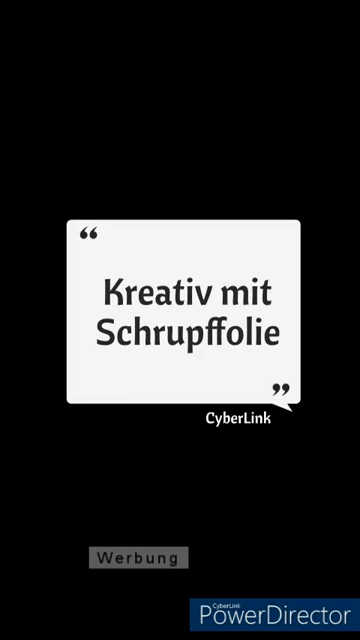 “
Kreativ mit
Schrupffolie
”
CyberLink
Werbung
CyberLink
PowerDirector